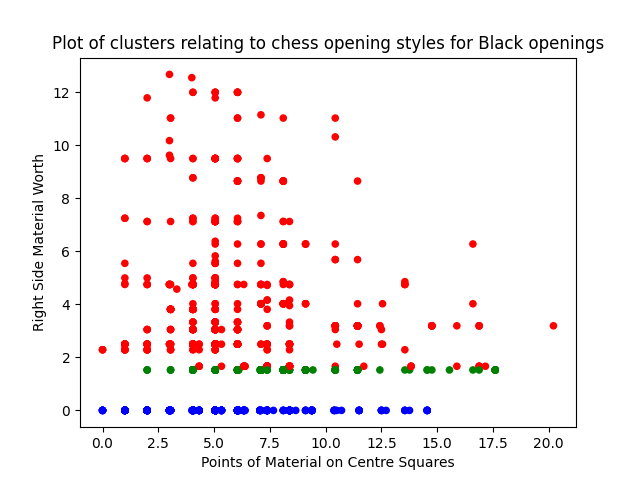 Plot of clusters relating to chess opening styles for Black openings
Right Side Material Worth
12
10
8
6
4
2
0
0.0 2.5 5.0 7.5 10.0 12.5 15.0 17.5 20.0
Points of Material on Centre Squares